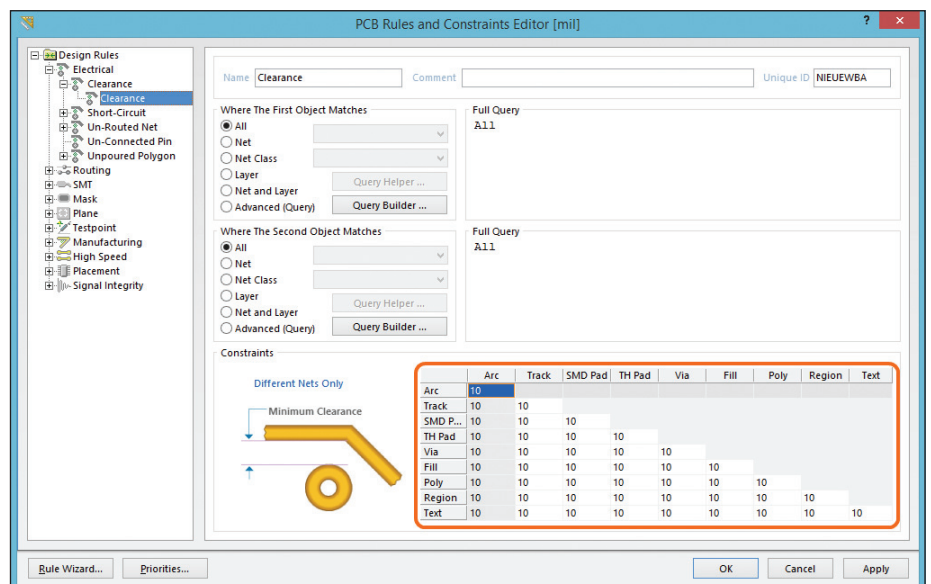 PCB Rules and Constraints Editor [mil]
? ×
Design Rules
Electrical
Clearance
Clearance
Short-Circuit
Un-Routed Net
Un-Connected Pin
Unpoured Polygon
Routing
SMT
Mask
Plane
Testpoint
Manufacturing
High Speed
Placement
Signal Integrity
Name Clearance Comment Unique ID NIEUEWBA
Where The First Object Matches
All
Net
Net Class
Layer
Net and Layer
Advanced (Query)
Query Helper ...
Query Builder ...
Full Query
All
Where The Second Object Matches
All
Net
Net Class
Layer
Net and Layer
Advanced (Query)
Query Helper ...
Query Builder ...
Full Query
All
Constraints
Different Nets Only
Minimum Clearance
Arc Track SMD Pad TH Pad Via Fill Poly Region Text
Arc 10
Track 10 10
SMD P... 10 10 10
TH Pad 10 10 10 10
Via 10 10 10 10 10
Fill 10 10 10 10 10 10
Poly 10 10 10 10 10 10 10
Region 10 10 10 10 10 10 10 10
Text 10 10 10 10 10 10 10 10 10
Rule Wizard... Priorities... OK Cancel Apply